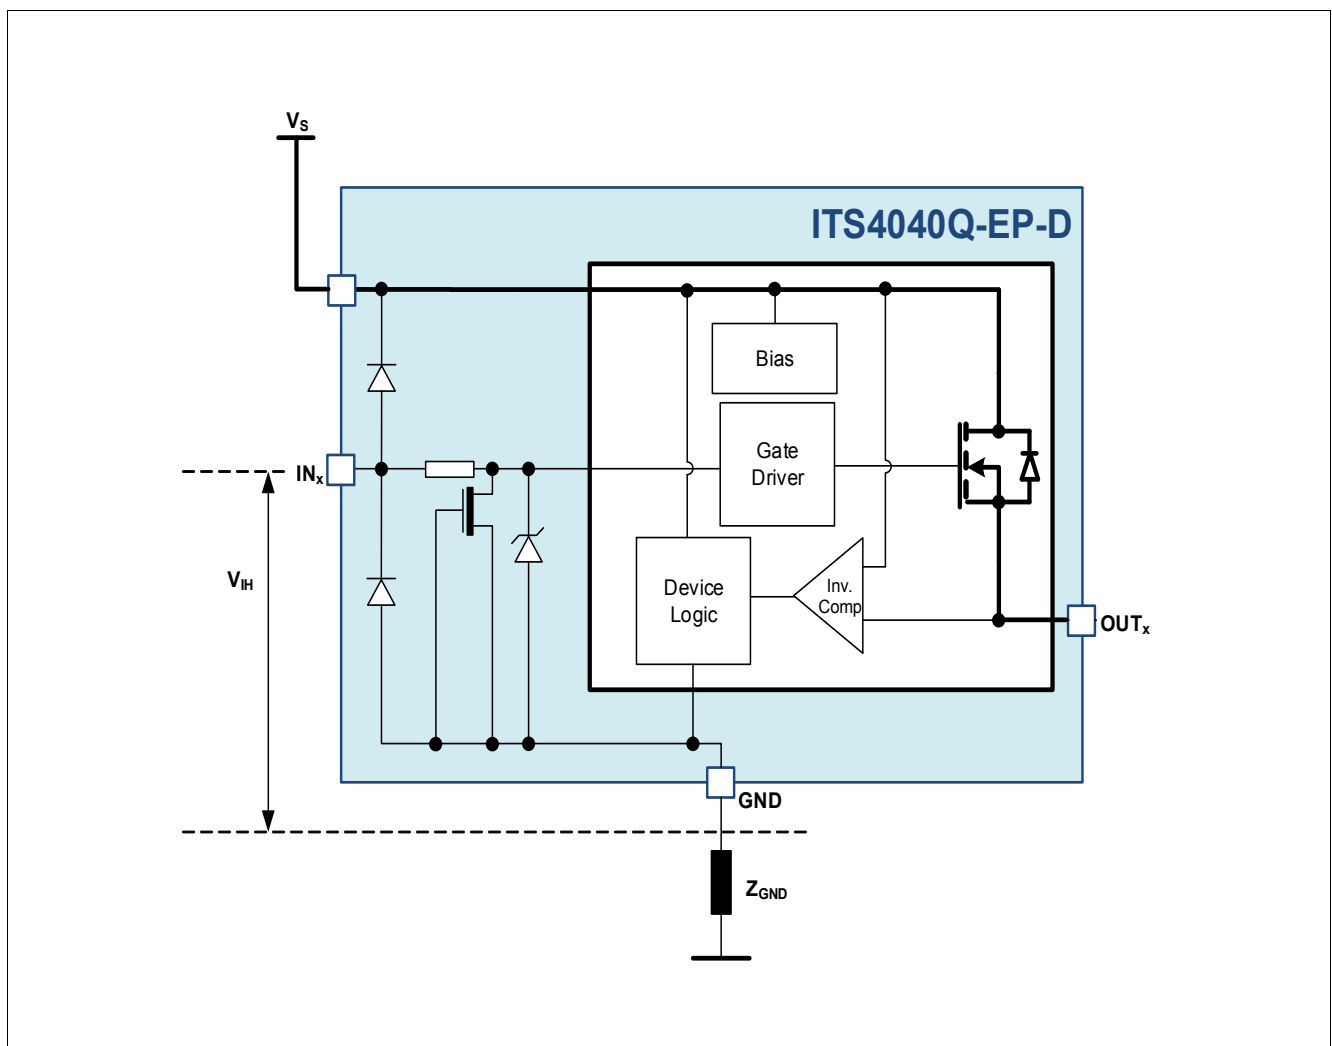 VS
ITS4040Q-EP-D
Bias
Gate
Driver
INx
VIH
Device
Logic
Inv.
Comp
OUTx
GND
ZGND